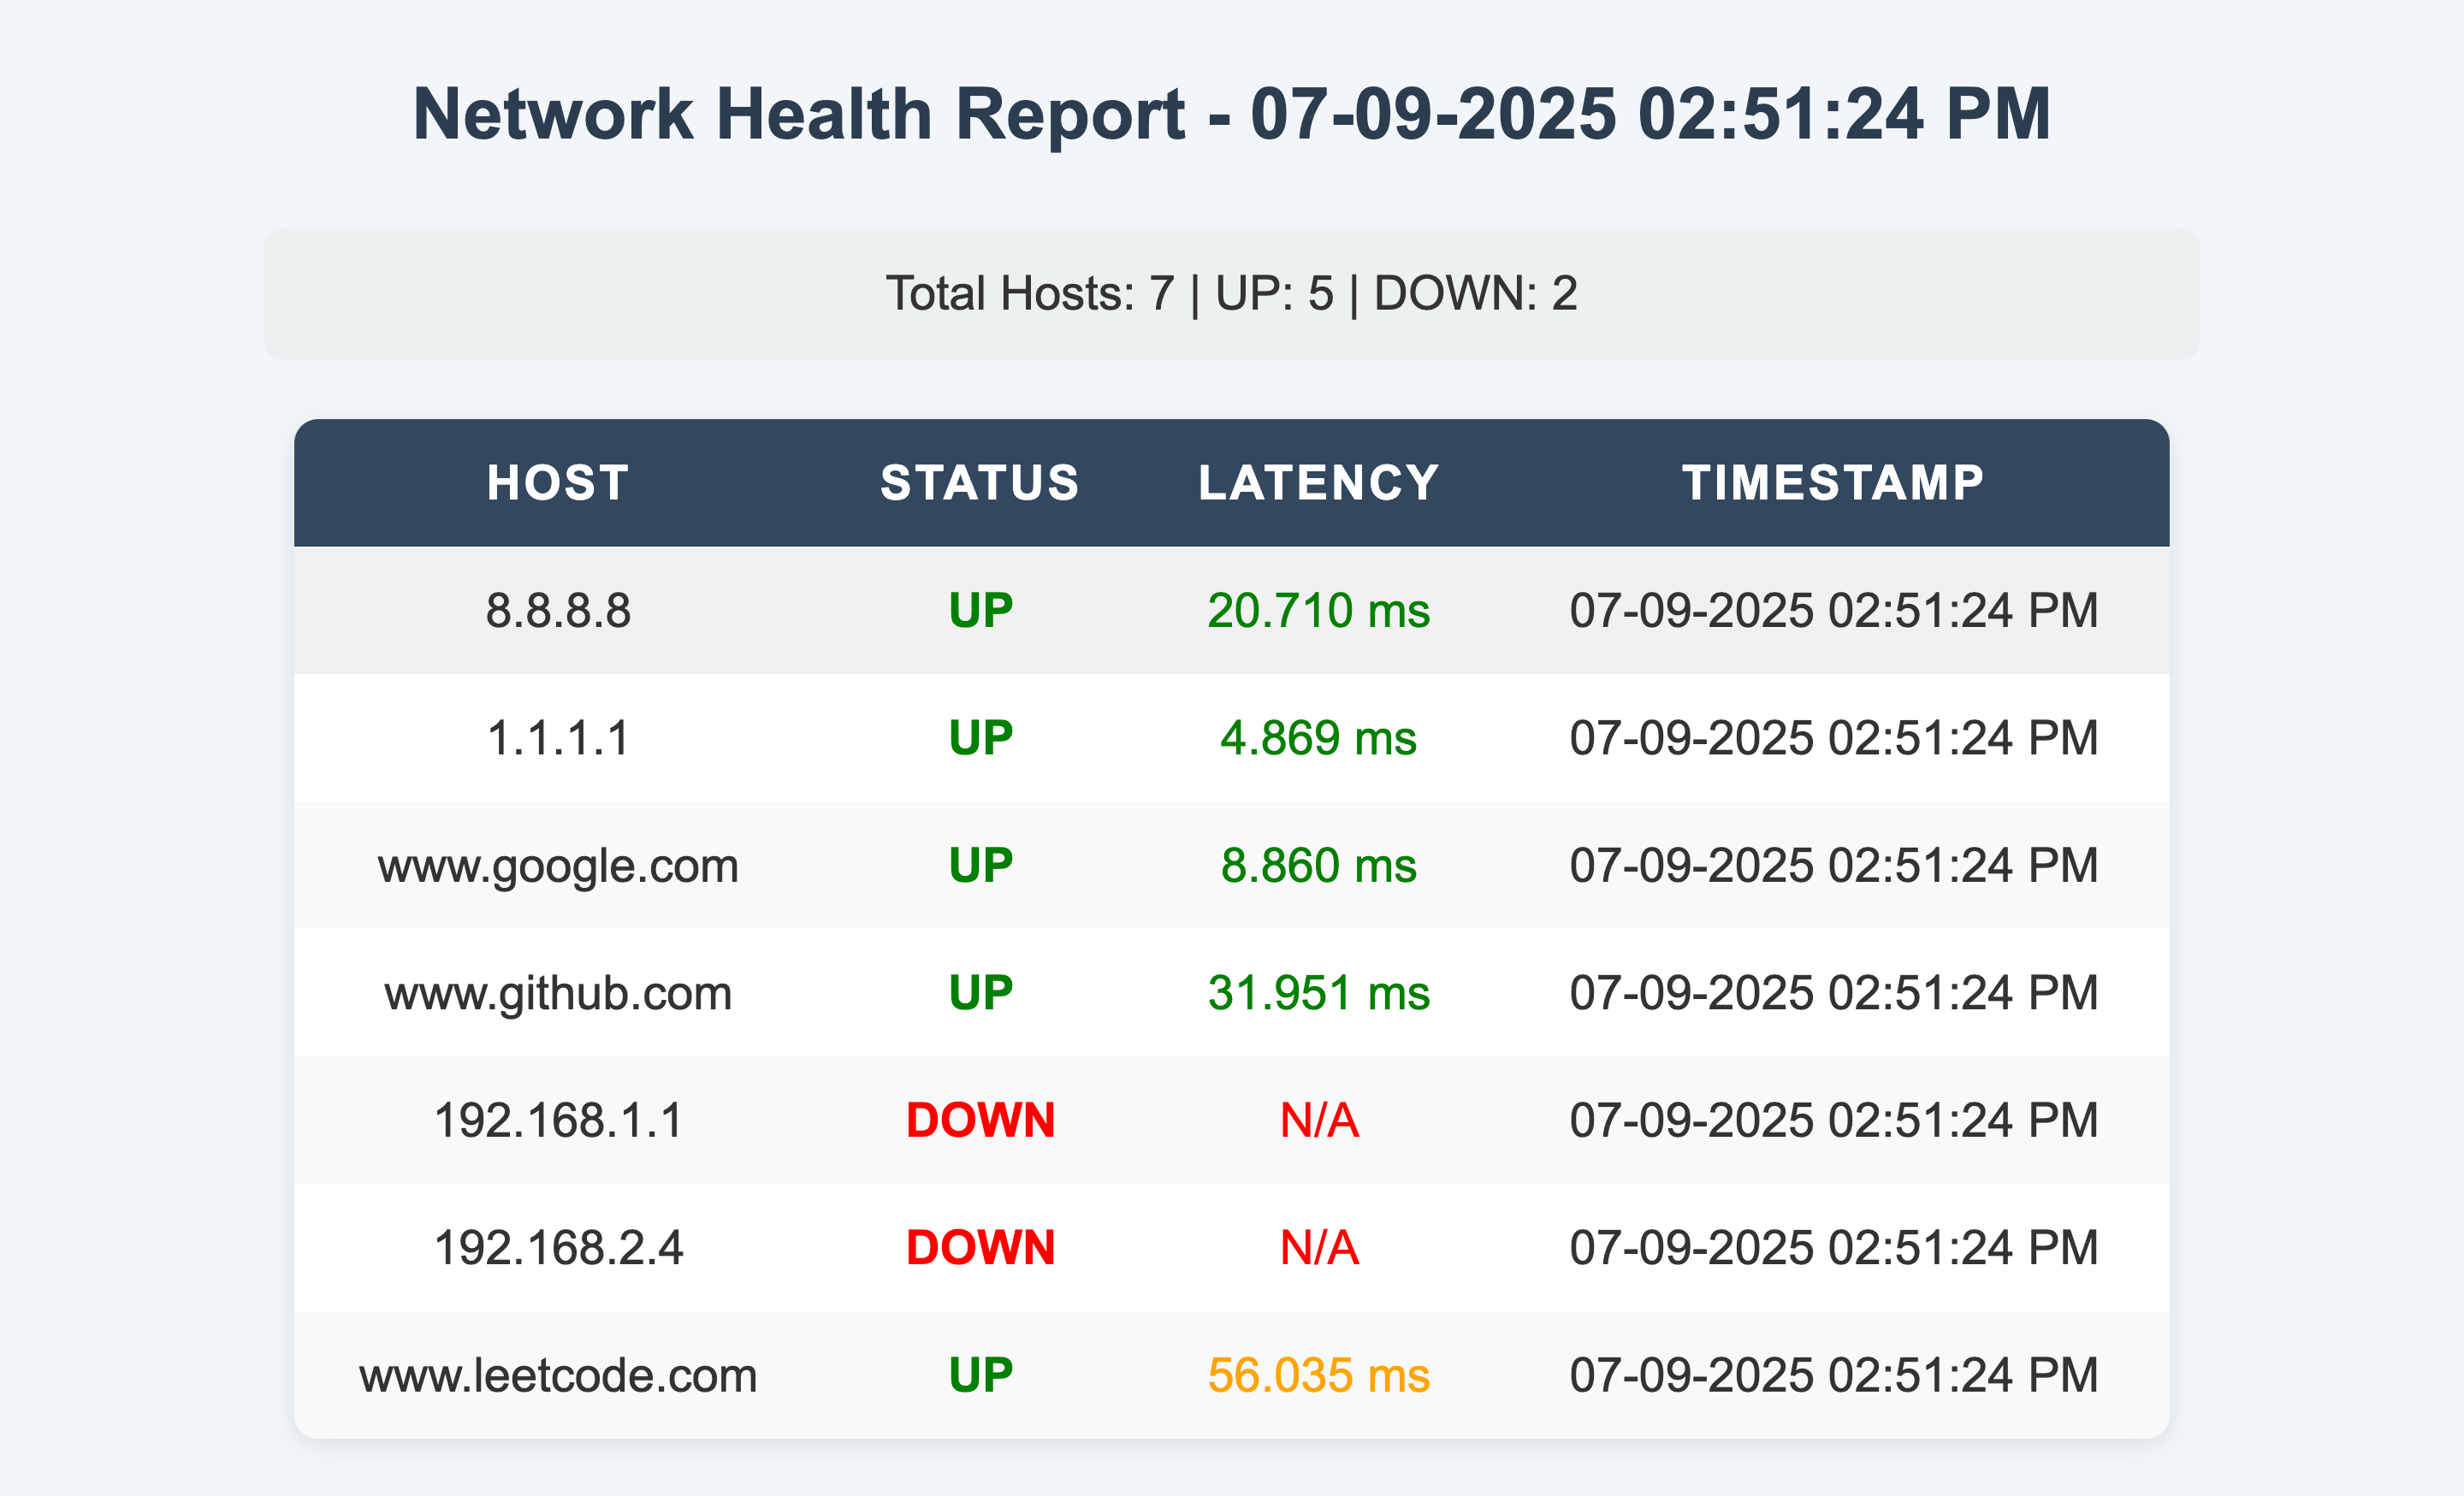 Network Health Report - 07-09-2025 02:51:24 PM
Total Hosts: 7 | UP: 5 | DOWN: 2
HOST STATUS LATENCY TIMESTAMP
8.8.8.8 UP 20.710 ms 07-09-2025 02:51:24 PM
1.1.1.1 UP 4.869 ms 07-09-2025 02:51:24 PM
www.google.com UP 8.860 ms 07-09-2025 02:51:24 PM
www.github.com UP 31.951 ms 07-09-2025 02:51:24 PM
192.168.1.1 DOWN N/A 07-09-2025 02:51:24 PM
192.168.2.4 DOWN N/A 07-09-2025 02:51:24 PM
www.leetcode.com UP 56.035 ms 07-09-2025 02:51:24 PM